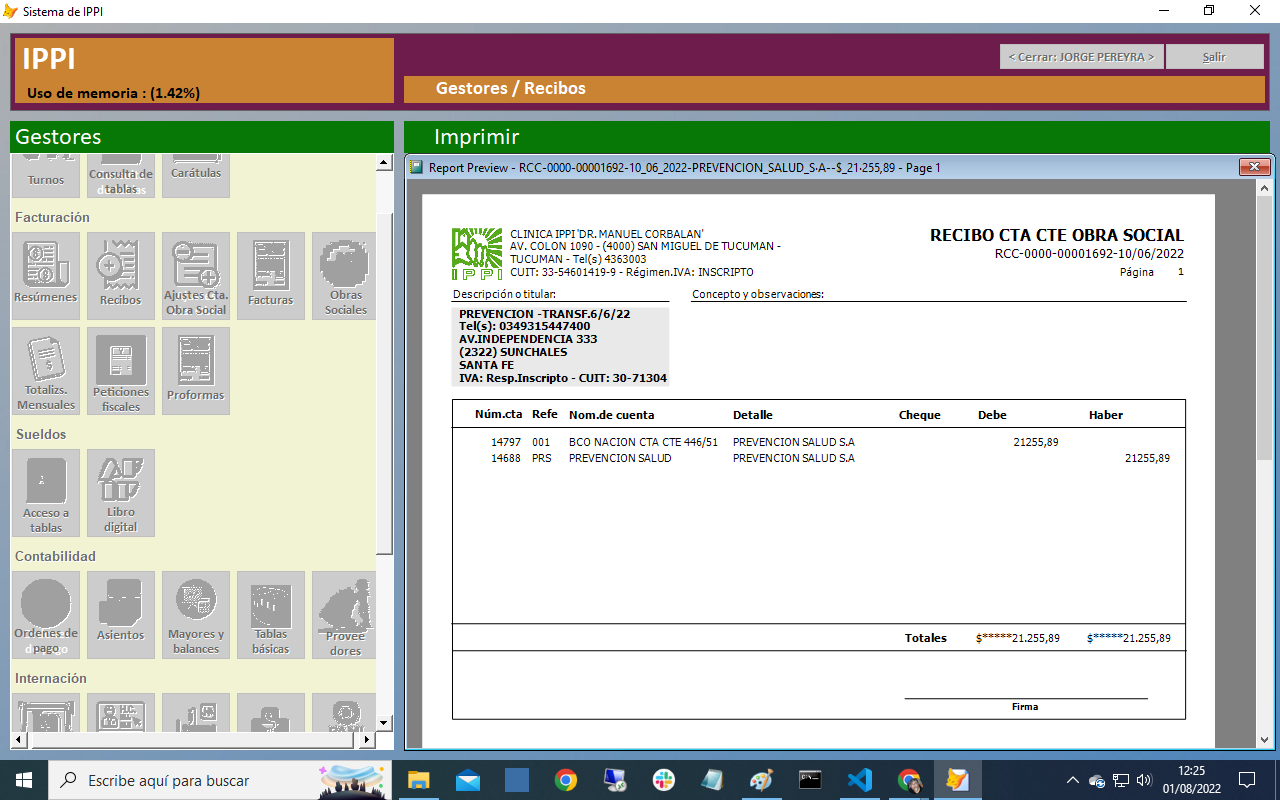 Sistema de IPPI
IPPI
Uso de memoria : (1.42%)
< Cerrar: JORGE PEREYRA >
Salir
Gestores / Recibos
Gestores
Turnos
Consulta de
tablas
Carátulas
Facturación
Resúmenes
Recibos
Ajustes Cta.
Obra Social
Facturas
Obras
Sociales
Totalizs.
Mensuales
Peticiones
fiscales
Proformas
Sueldos
Acceso a
tablas
Libro
digital
Contabilidad
Ordenes de
pago
Asientos
Mayores y
balances
Tablas
básicas
Provee
dores
Internación
H.C.
Imprimir
Report Preview - RCC-0000-00001692-10_06_2022-PREVENCION_SALUD_S·A--$_21·255,89 - Page 1
IPPI
CLINICA IPPI 'DR. MANUEL CORBALAN'
AV. COLON 1090 - (4000) SAN MIGUEL DE TUCUMAN -
TUCUMAN - Tel(s) 4363003
CUIT: 33-54601419-9 - Régimen.IVA: INSCRIPTO
RECIBO CTA CTE OBRA SOCIAL
RCC-0000-00001692-10/06/2022
Página 1
Descripción o titular:
Concepto y observaciones:
PREVENCION -TRANSF.6/6/22
Tel(s): 0349315447400
AV.INDEPENDENCIA 333
(2322) SUNCHALES
SANTA FE
IVA: Resp.Inscripto - CUIT: 30-71304
Núm.cta Refe Nom.de cuenta Detalle Cheque Debe Haber
14797 001 BCO NACION CTA CTE 446/51 PREVENCION SALUD S.A 21255,89
14688 PRS PREVENCION SALUD PREVENCION SALUD S.A 21255,89
Totales $*****21.255,89 $*****21.255,89
Firma
Escribe aquí para buscar
12:25
01/08/2022